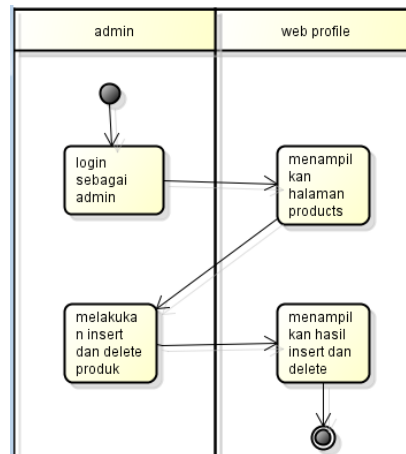 admin
web profile
login
sebagai
admin
menampil
kan
halaman
products
melakuka
n insert
dan delete
produk
menampil
kan hasil
insert dan
delete